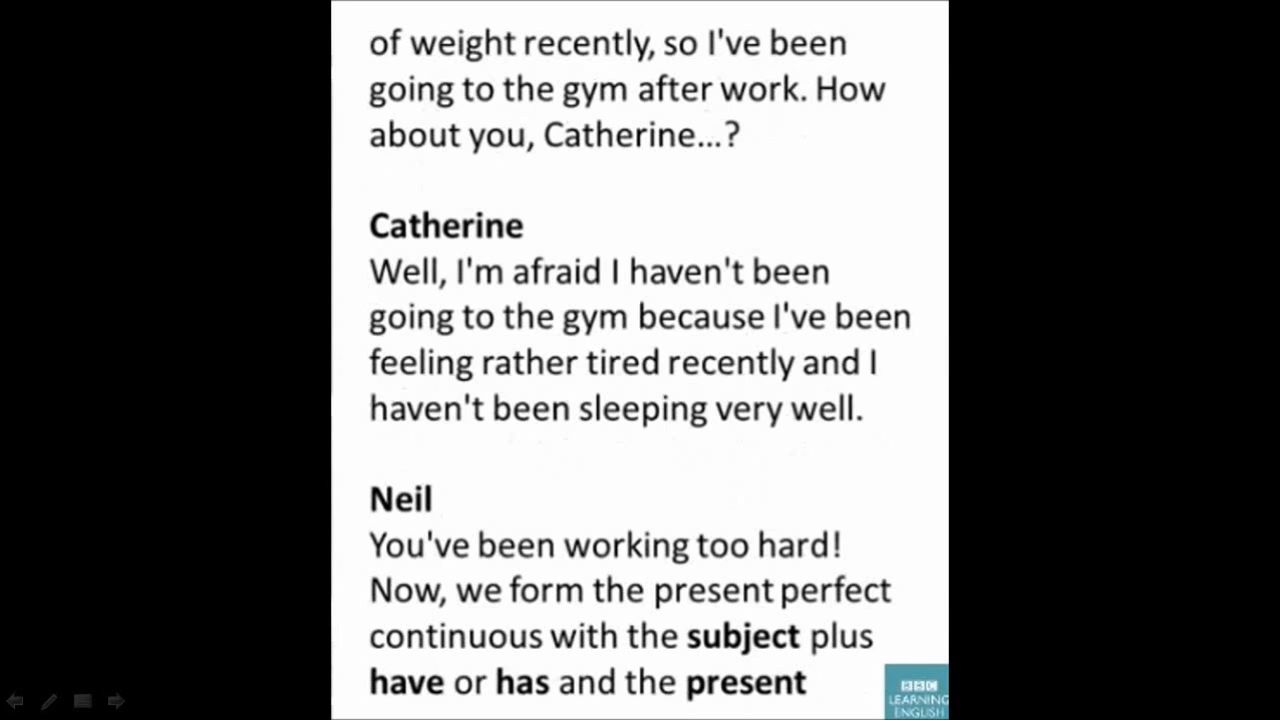 of weight recently, so I've been
going to the gym after work. How
about you, Catherine...?
Catherine
Well, I'm afraid I haven't been
going to the gym because I've been
feeling rather tired recently and I
haven't been sleeping very well.
Neil
You've been working too hard!
Now, we form the present perfect
continuous with the subject plus
have or has and the present
BBC
LEARNING
ENGLISH